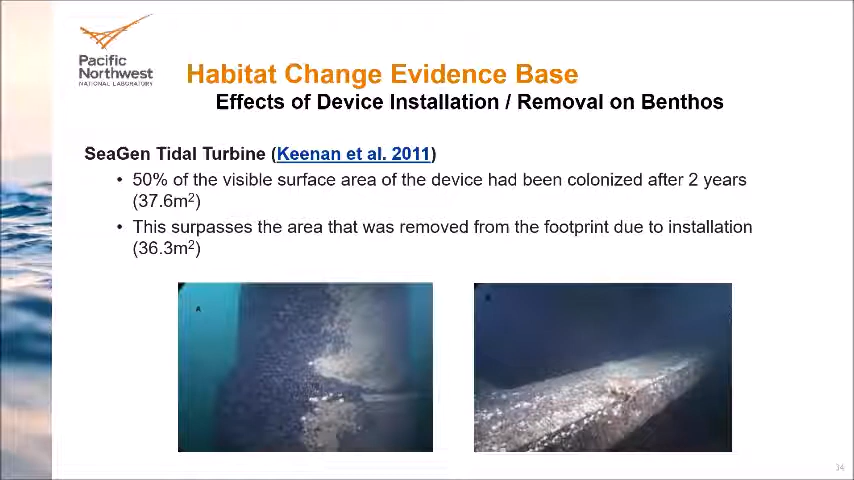 Pacific
Northwest
NATIONAL LABORATORY
Habitat Change Evidence Base
Effects of Device Installation / Removal on Benthos
SeaGen Tidal Turbine (Keenan et al. 2011)
• 50% of the visible surface area of the device had been colonized after 2 years
(37.6m²)
• This surpasses the area that was removed from the footprint due to installation
(36.3m²)
A
34